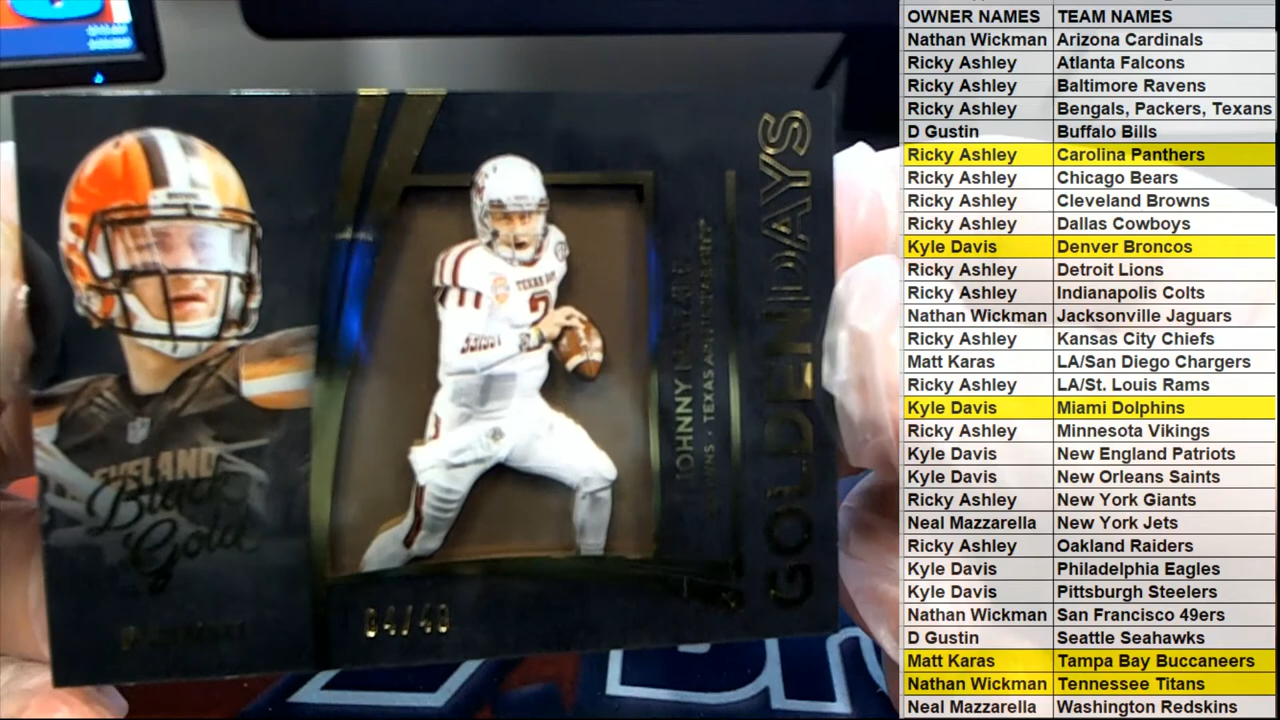 OWNER NAMES TEAM NAMES
Nathan Wickman Arizona Cardinals
Ricky Ashley Atlanta Falcons
Ricky Ashley Baltimore Ravens
Ricky Ashley Bengals, Packers, Texans
D Gustin Buffalo Bills
Ricky Ashley Carolina Panthers
Ricky Ashley Chicago Bears
Ricky Ashley Cleveland Browns
Ricky Ashley Dallas Cowboys
Kyle Davis Denver Broncos
Ricky Ashley Detroit Lions
Ricky Ashley Indianapolis Colts
Nathan Wickman Jacksonville Jaguars
Ricky Ashley Kansas City Chiefs
Matt Karas LA/San Diego Chargers
Ricky Ashley LA/St. Louis Rams
Kyle Davis Miami Dolphins
Ricky Ashley Minnesota Vikings
Kyle Davis New England Patriots
Kyle Davis New Orleans Saints
Ricky Ashley New York Giants
Neal Mazzarella New York Jets
Ricky Ashley Oakland Raiders
Kyle Davis Philadelphia Eagles
Kyle Davis Pittsburgh Steelers
Nathan Wickman San Francisco 49ers
D Gustin Seattle Seahawks
Matt Karas Tampa Bay Buccaneers
Nathan Wickman Tennessee Titans
Neal Mazzarella Washington Redskins
Black
Gold
04/40
JOHNNY
GOLDEN DAYS